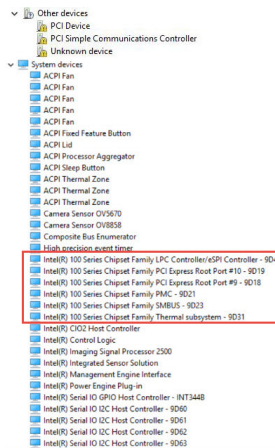 Other devices
PCI Device
PCI Simple Communications Controller
Unknown device
System devices
ACPI Fan
ACPI Fan
ACPI Fan
ACPI Fan
ACPI Fan
ACPI Fixed Feature Button
ACPI Lid
ACPI Processor Aggregator
ACPI Sleep Button
ACPI Thermal Zone
ACPI Thermal Zone
ACPI Thermal Zone
Camera Sensor OV5670
Camera Sensor OV8858
Composite Bus Enumerator
High precision event timer
Intel(R) 100 Series Chipset Family LPC Controller/eSPI Controller - 9D4
Intel(R) 100 Series Chipset Family PCI Express Root Port #10 - 9D19
Intel(R) 100 Series Chipset Family PCI Express Root Port #9 - 9D18
Intel(R) 100 Series Chipset Family PMC - 9D21
Intel(R) 100 Series Chipset Family SMBUS - 9D23
Intel(R) 100 Series Chipset Family Thermal subsystem - 9D31
Intel(R) CIO2 Host Controller
Intel(R) Control Logic
Intel(R) Imaging Signal Processor 2500
Intel(R) Integrated Sensor Solution
Intel(R) Management Engine Interface
Intel(R) Power Engine Plug-in
Intel(R) Serial IO GPIO Host Controller - INT344B
Intel(R) Serial IO I2C Host Controller - 9D60
Intel(R) Serial IO I2C Host Controller - 9D61
Intel(R) Serial IO I2C Host Controller - 9D62
Intel(R) Serial IO I2C Host Controller - 9D63